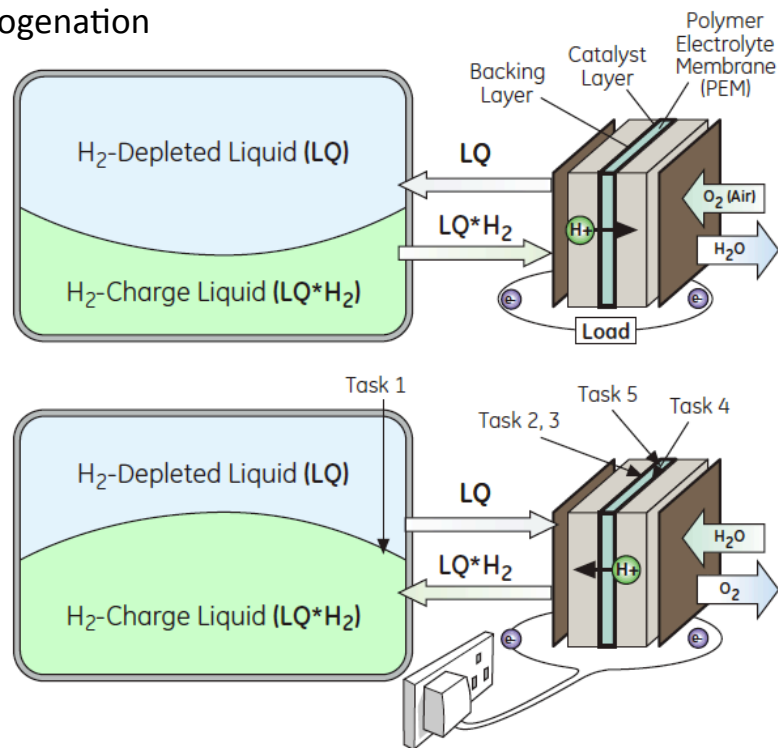 ogenation
Polymer
Electrolyte
Membrane
(PEM)
Catalyst
Layer
Backing
Layer
H₂-Depleted Liquid (LQ)
LQ
O₂ (Air)
LQ*H₂
H+
H₂O
H₂-Charge Liquid (LQ*H₂)
e-
e-
Load
Task 1
Task 5
Task 2, 3
Task 4
H₂-Depleted Liquid (LQ)
LQ
H₂O
LQ*H₂
H+
O₂
H₂-Charge Liquid (LQ*H₂)
e-
e-